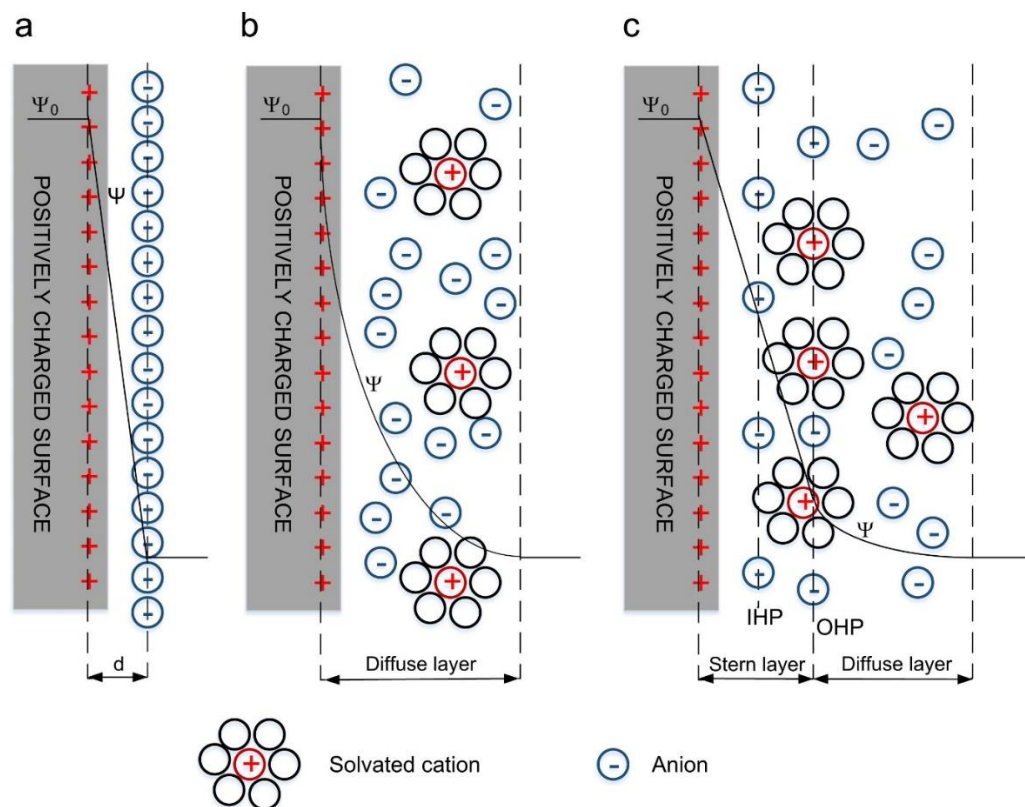 a
b
c
Ψ0
Ψ
POSITIVELY CHARGED SURFACE
d
Ψ0
Ψ
POSITIVELY CHARGED SURFACE
Diffuse layer
Ψ0
Ψ
POSITIVELY CHARGED SURFACE
IHP
OHP
Stern layer
Diffuse layer
Solvated cation
Anion